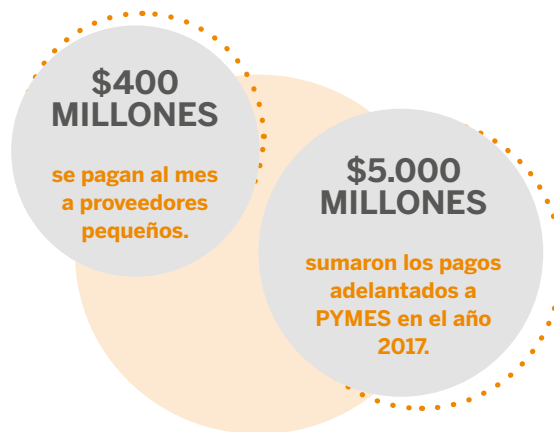 $400
MILLONES
se pagan al mes
a proveedores
pequeños.
$5.000
MILLONES
sumaron los pagos
adelantados a
PYMES en el año
2017.